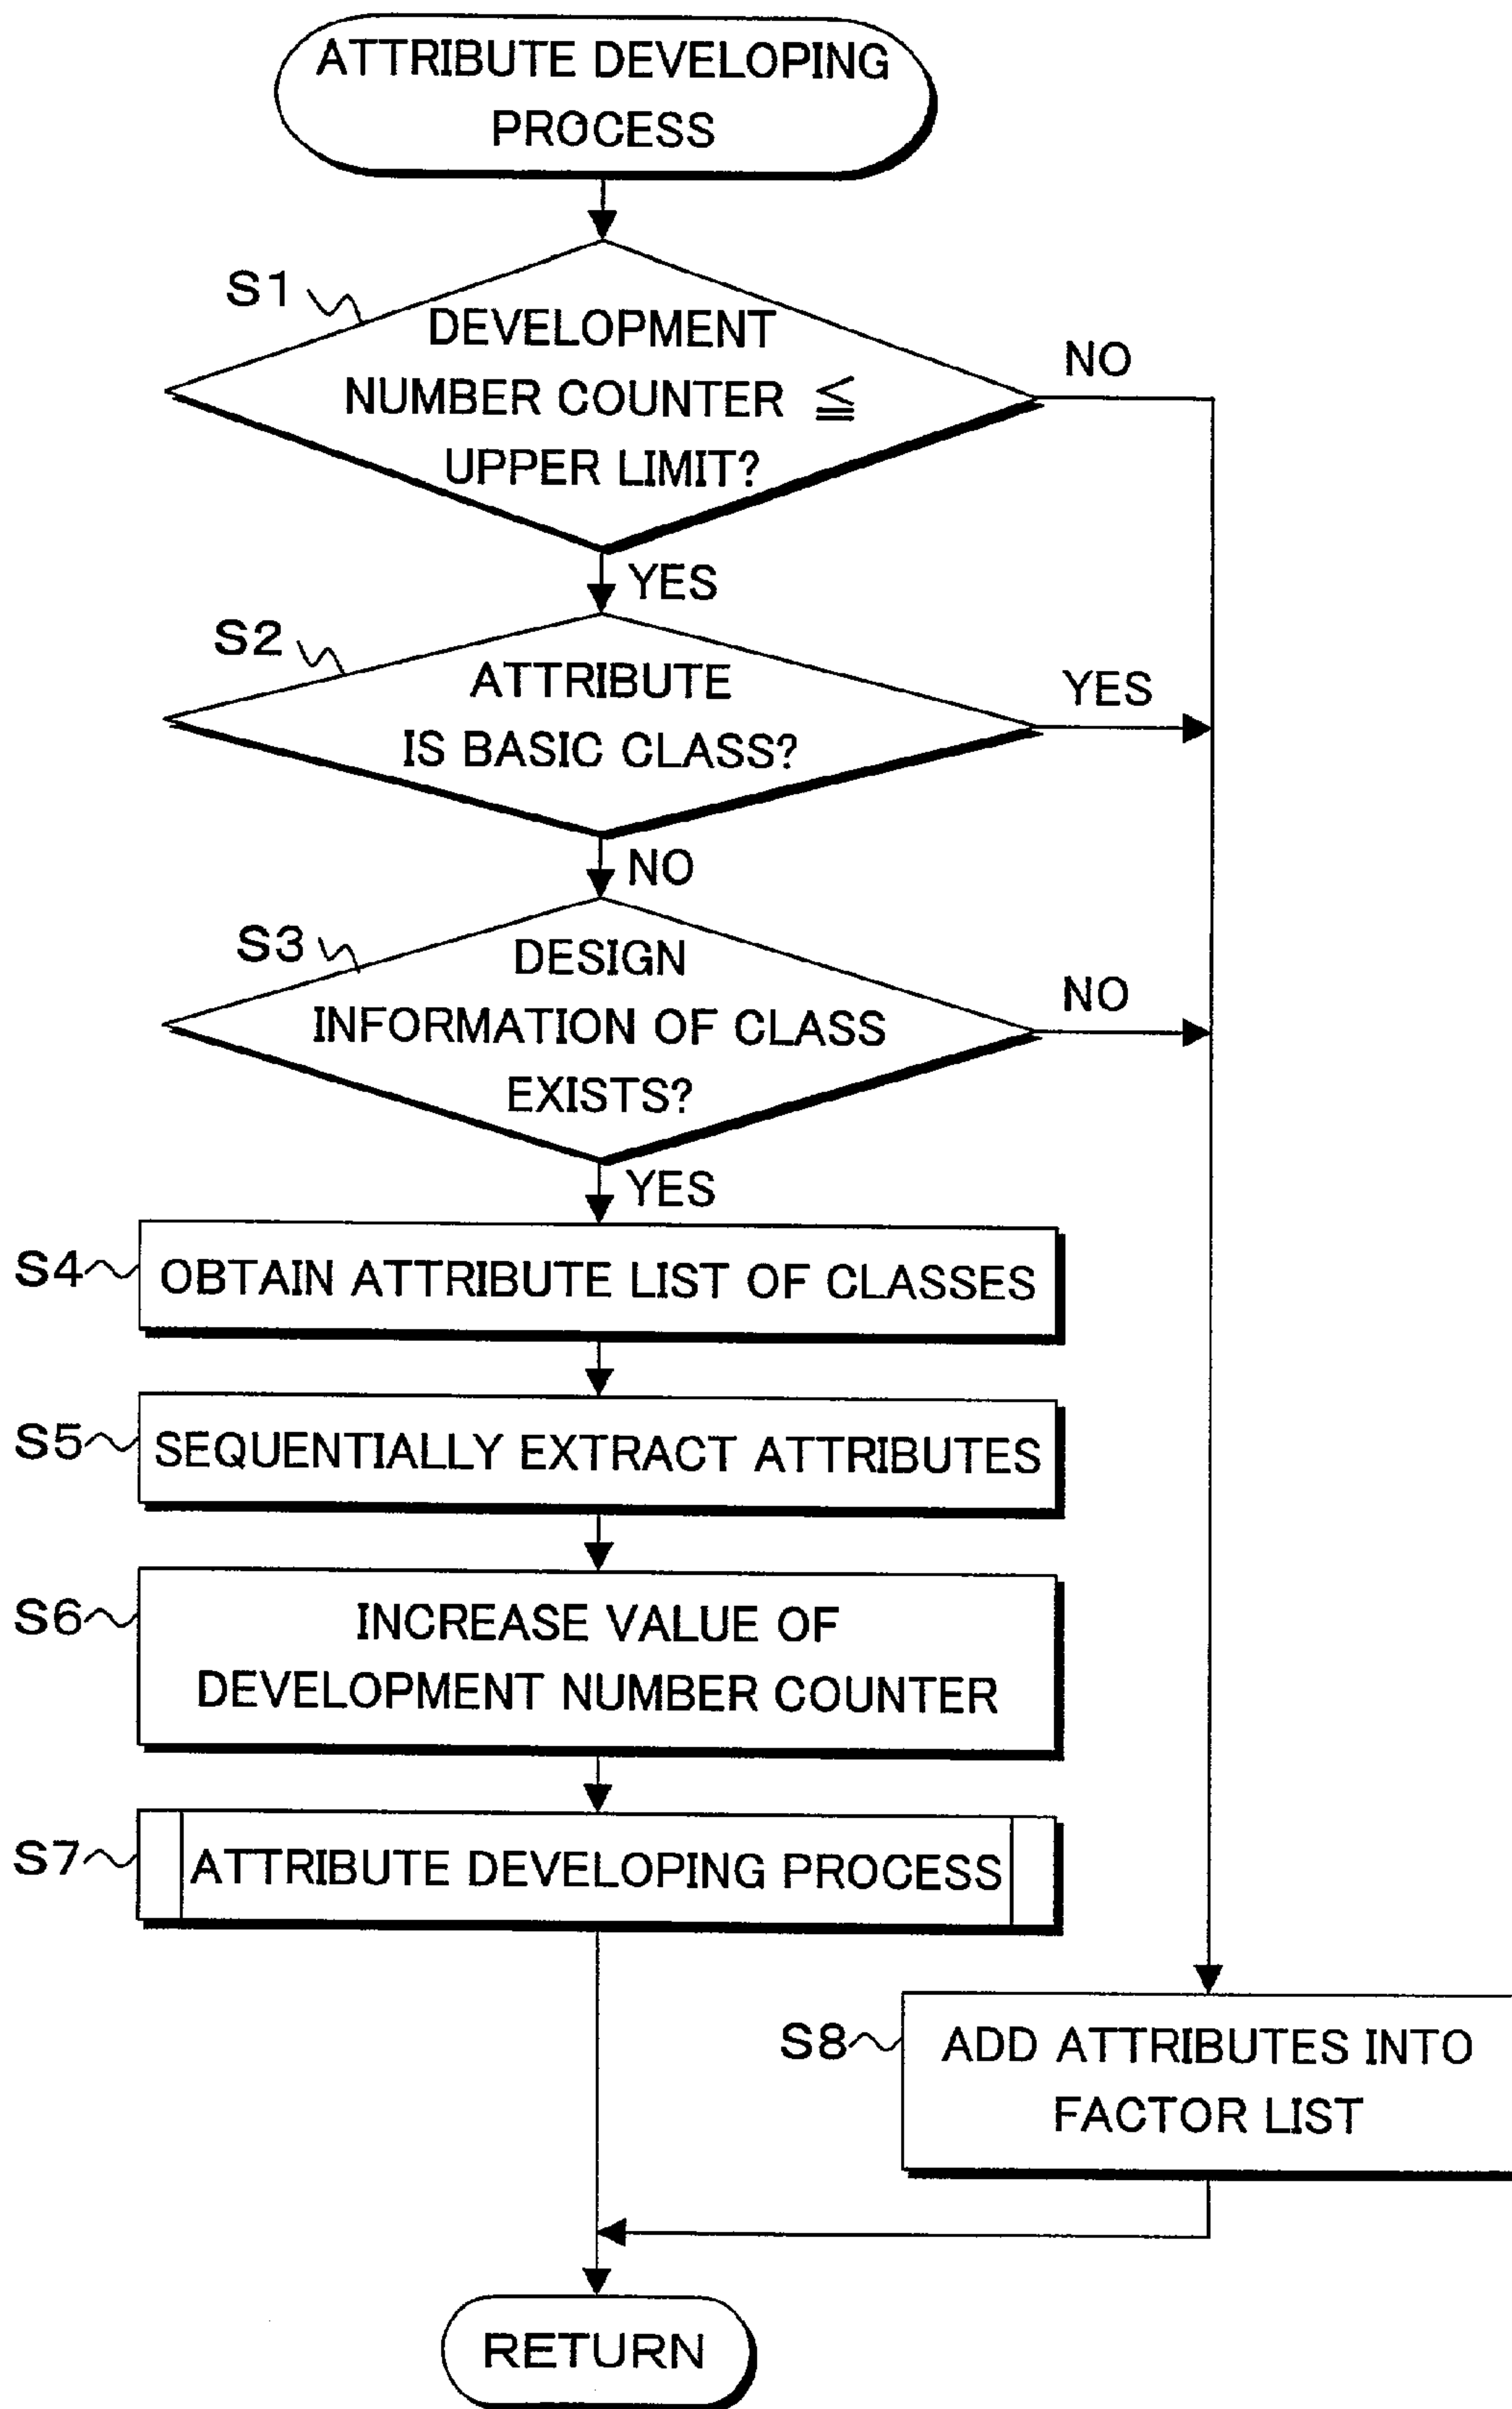 ATTRIBUTE DEVELOPING
PROCESS
S1
DEVELOPMENT
NUMBER COUNTER ≦
UPPER LIMIT?
NO
YES
S2
ATTRIBUTE
IS BASIC CLASS?
YES
NO
S3
DESIGN
INFORMATION OF CLASS
EXISTS?
NO
YES
S4
OBTAIN ATTRIBUTE LIST OF CLASSES
S5
SEQUENTIALLY EXTRACT ATTRIBUTES
S6
INCREASE VALUE OF
DEVELOPMENT NUMBER COUNTER
S7
ATTRIBUTE DEVELOPING PROCESS
S8
ADD ATTRIBUTES INTO
FACTOR LIST
RETURN